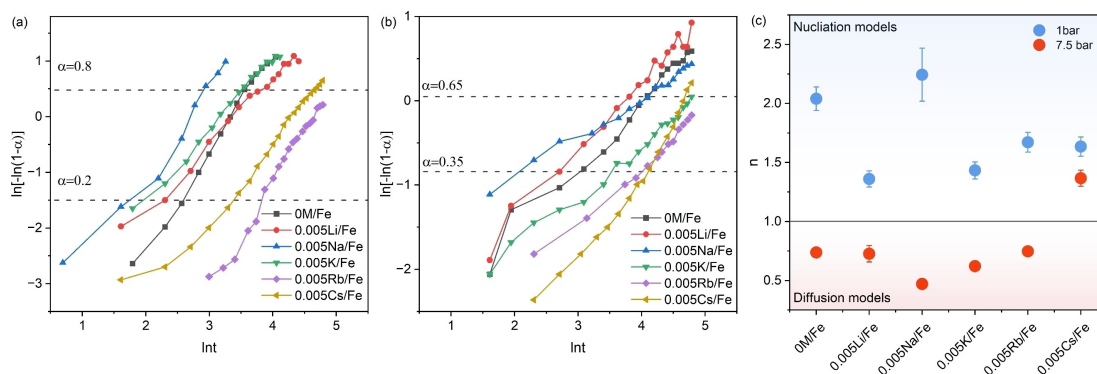 (a)
ln[-ln(1-α)]
1
0
−1
−2
−3
α=0.8
α=0.2
0M/Fe
0.005Li/Fe
0.005Na/Fe
0.005K/Fe
0.005Rb/Fe
0.005Cs/Fe
1 2 3 4 5
lnt
(b)
ln[-ln(1-α)]
1
0
−1
−2
α=0.65
α=0.35
0M/Fe
0.005Li/Fe
0.005Na/Fe
0.005K/Fe
0.005Rb/Fe
0.005Cs/Fe
1 2 3 4 5
lnt
(c)
n
2.5
2.0
1.5
1.0
0.5
Nucliation models
1bar
7.5 bar
Diffusion models
0M/Fe
0.005Li/Fe
0.005Na/Fe
0.005K/Fe
0.005Rb/Fe
0.005Cs/Fe